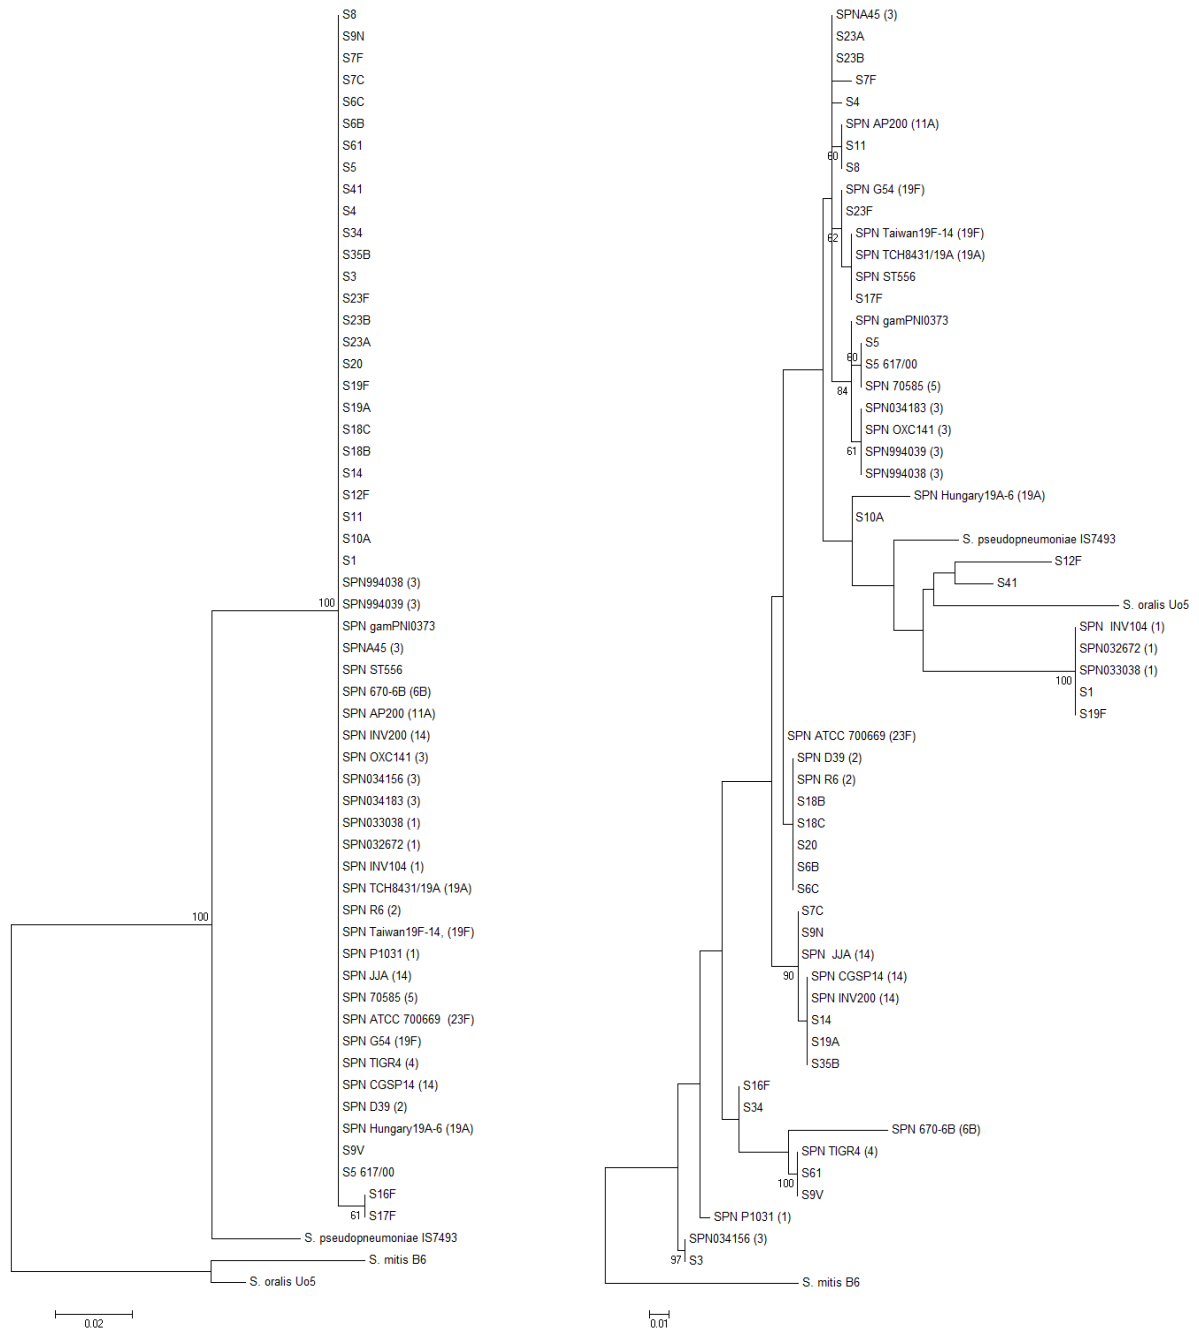 S8
S9N
S7F
S7C
S6C
S6B
S61
S5
S41
S4
S34
S35B
S3
S23F
S23B
S23A
S20
S19F
S19A
S18C
S18B
S14
S12F
S11
S10A
S1
SPN994038 (3)
100
SPN994039 (3)
SPN gamPNI0373
SPNA45 (3)
SPN ST556
SPN 670-6B (6B)
SPN AP200 (11A)
SPN INV200 (14)
SPN OXC141 (3)
SPN034156 (3)
SPN034183 (3)
SPN033038 (1)
SPN032672 (1)
SPN INV104 (1)
SPN TCH8431/19A (19A)
SPN R6 (2)
100
SPN Taiwan19F-14, (19F)
SPN P1031 (1)
SPN JJA (14)
SPN 70585 (5)
SPN ATCC 700669 (23F)
SPN G54 (19F)
SPN TIGR4 (4)
SPN CGSP14 (14)
SPN D39 (2)
SPN Hungary19A-6 (19A)
S9V
S5 617/00
S16F
61
S17F
S. pseudopneumoniae IS7493
S. mitis B6
S. oralis Uo5
0.02
SPNA45 (3)
S23A
S23B
S7F
S4
SPN AP200 (11A)
S11
60
S8
SPN G54 (19F)
S23F
62
SPN Taiwan19F-14 (19F)
SPN TCH8431/19A (19A)
SPN ST556
S17F
SPN gamPNI0373
S5
60
S5 617/00
SPN 70585 (5)
84
SPN034183 (3)
SPN OXC141 (3)
61
SPN994039 (3)
SPN994038 (3)
SPN Hungary19A-6 (19A)
S10A
S. pseudopneumoniae IS7493
S12F
S41
S. oralis Uo5
SPN INV104 (1)
SPN032672 (1)
SPN033038 (1)
100
S1
S19F
SPN ATCC 700669 (23F)
SPN D39 (2)
SPN R6 (2)
S18B
S18C
S20
S6B
S6C
S7C
S9N
SPN JJA (14)
90
SPN CGSP14 (14)
SPN INV200 (14)
S14
S19A
S35B
S16F
S34
SPN 670-6B (6B)
SPN TIGR4 (4)
S61
100
S9V
SPN P1031 (1)
SPN034156 (3)
97
S3
S. mitis B6
0.01